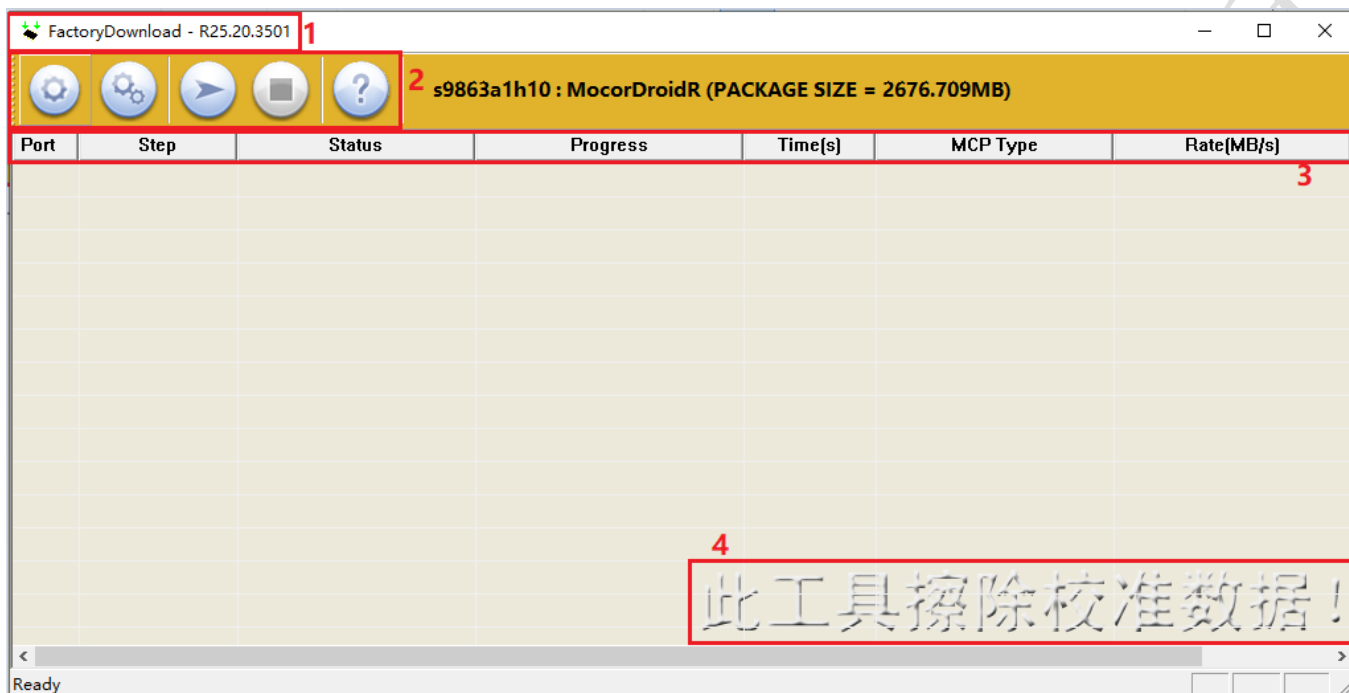 FactoryDownload - R25.20.3501 1
2 s9863a1h10 : MocorDroidR (PACKAGE SIZE = 2676.709MB)
Port Step Status Progress Time(s) MCP Type Rate(MB/s)
3
4
此工具擦除校准数据！
Ready